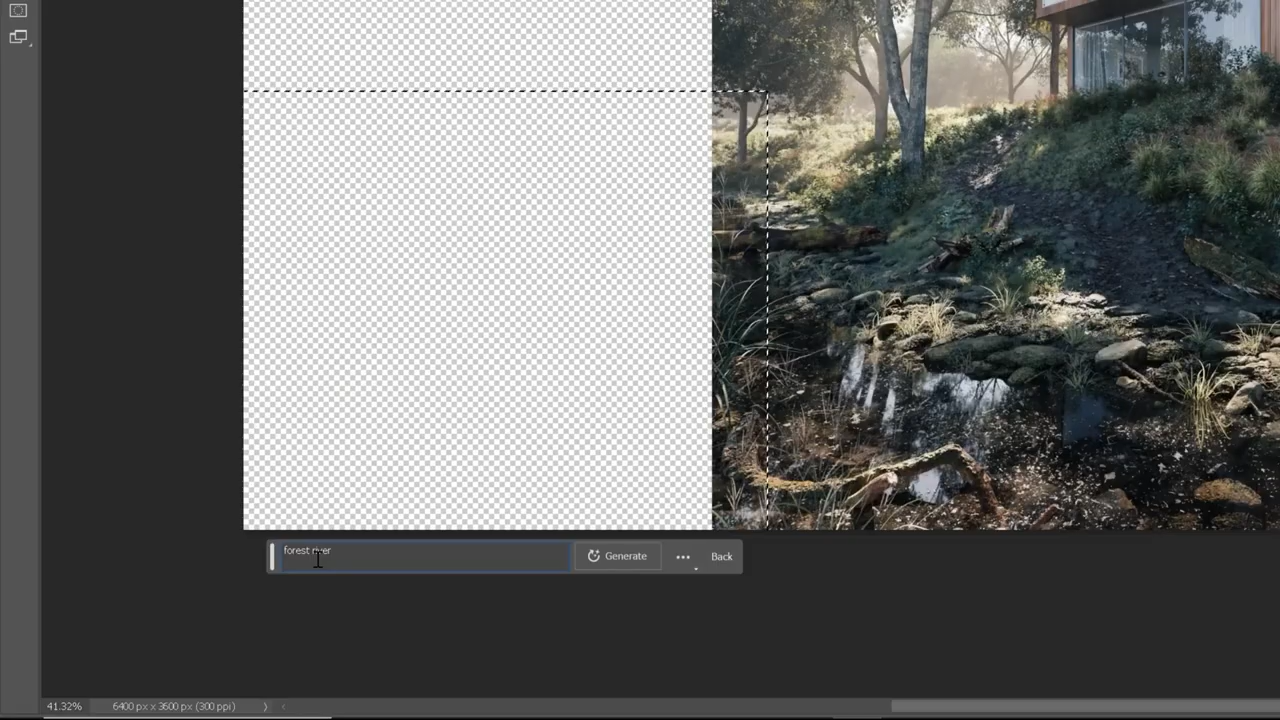 forest river
Generate
Back
41.32%
6400 px x 3600 px (300 ppi)